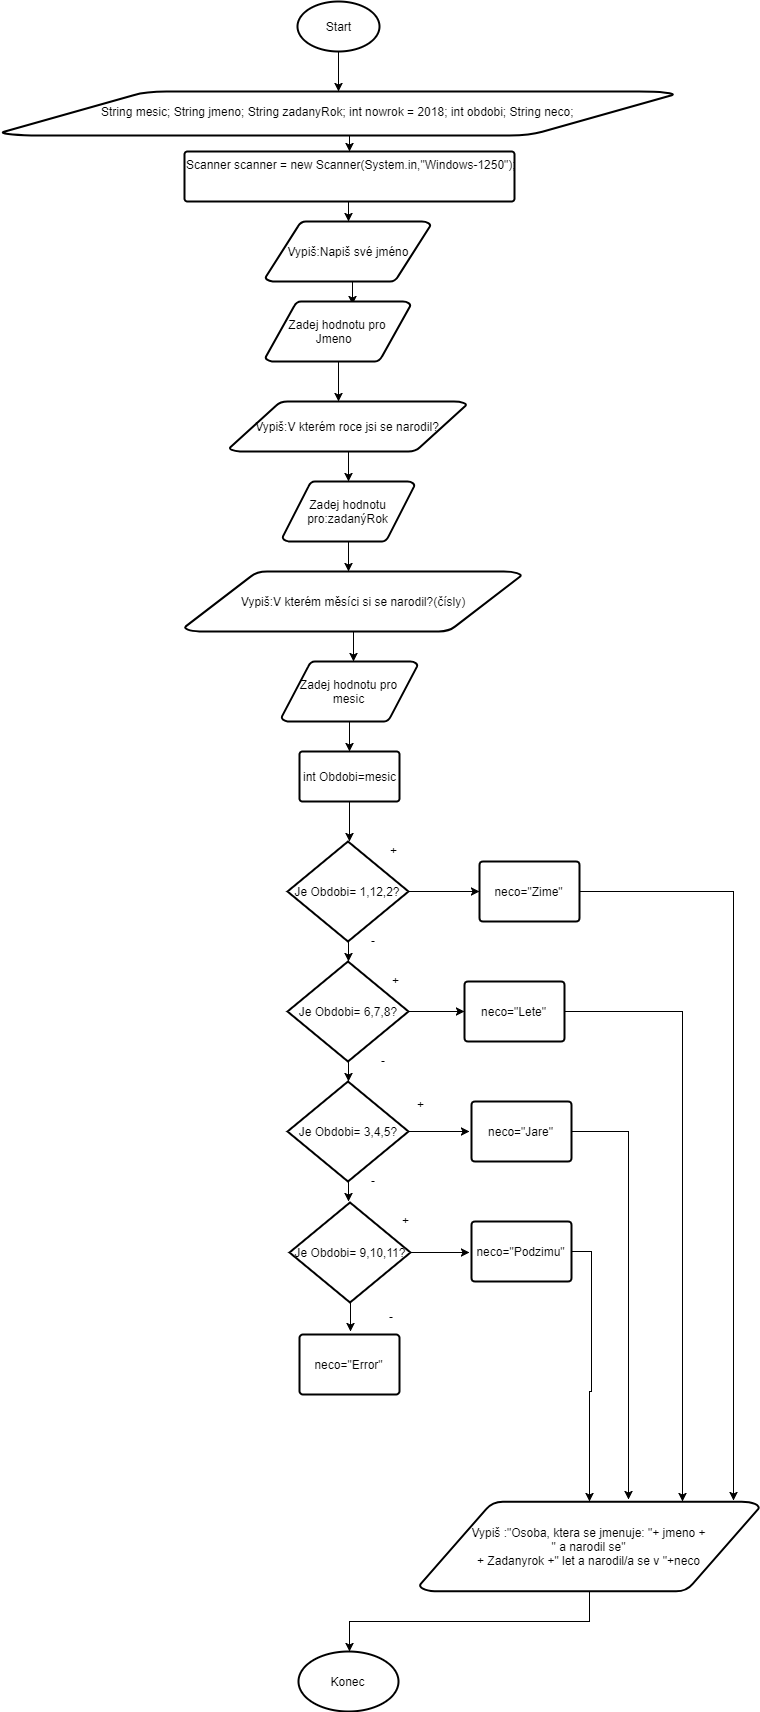 Start
String mesic; String jmeno; String zadanyRok; int nowrok = 2018; int obdobi; String neco;
Scanner scanner = new Scanner(System.in,"Windows-1250")
Vypiš:Napiš své jméno
Zadej hodnotu pro
Jmeno
Vypiš:V kterém roce jsi se narodil?
Zadej hodnotu
pro:zadanýRok
Vypiš:V kterém měsíci si se narodil?(čísly)
Zadej hodnotu pro
mesic
int Obdobi=mesic
+
Je Obdobi= 1,12,2?
neco="Zime"
-
+
Je Obdobi= 6,7,8?
neco="Lete"
-
+
Je Obdobi= 3,4,5?
neco="Jare"
-
+
Je Obdobi= 9,10,11?
neco="Podzimu"
-
neco="Error"
Vypiš :"Osoba, ktera se jmenuje: "+ jmeno +
" a narodil se"
+ Zadanyrok +" let a narodil/a se v "+neco
Konec